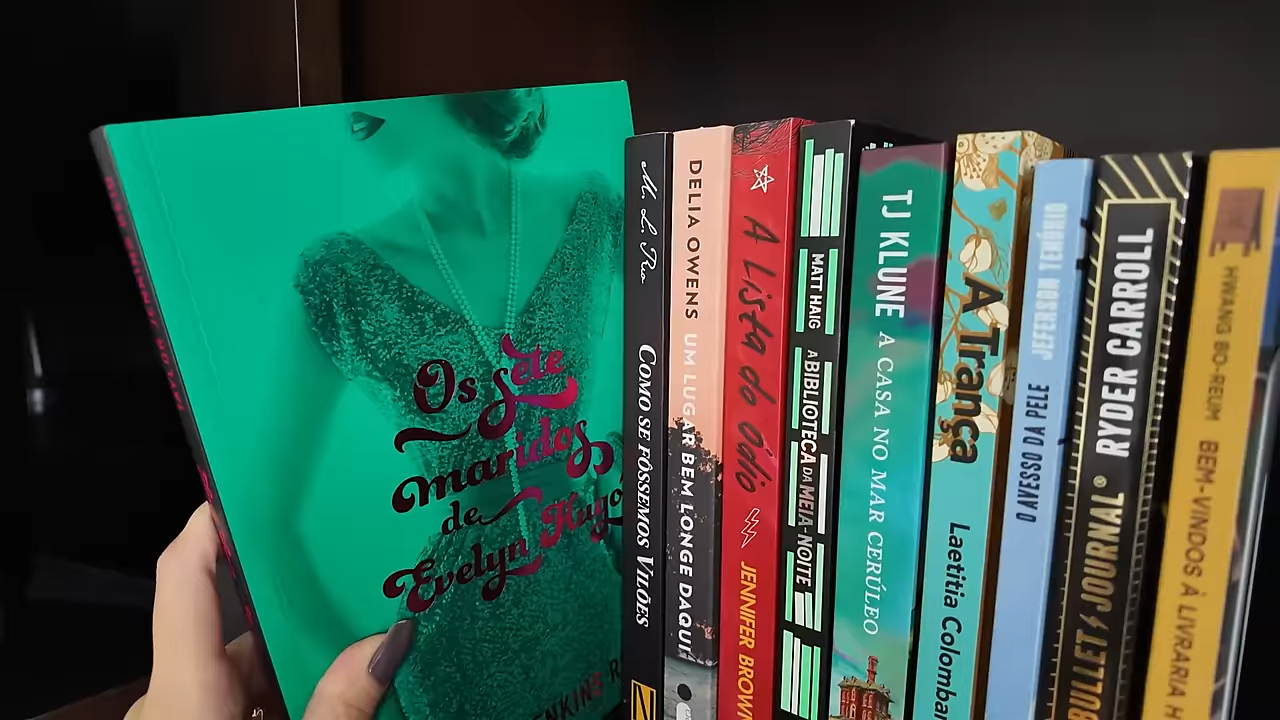 Os sete
maridos
de
Evelyn Hugo
ENKINS R
M. L. Rio
COMO SE FÔSSEMOS VILÕES
DELIA OWENS UM LUGAR BEM LONGE DAQUI
A Lista do Ódio
JENNIFER BROWN
MATT HAIG
A BIBLIOTECA DA MEIA-NOITE
TJ KLUNE A CASA NO MAR CERÚLEO
A Trança
Laetitia Colomban
O AVESSO DA PELE JEFERSON TENÓRIO
BULLET JOURNAL® RYDER CARROLL
HWANG BO-REUM BEM-VINDOS À LIVRARIA H